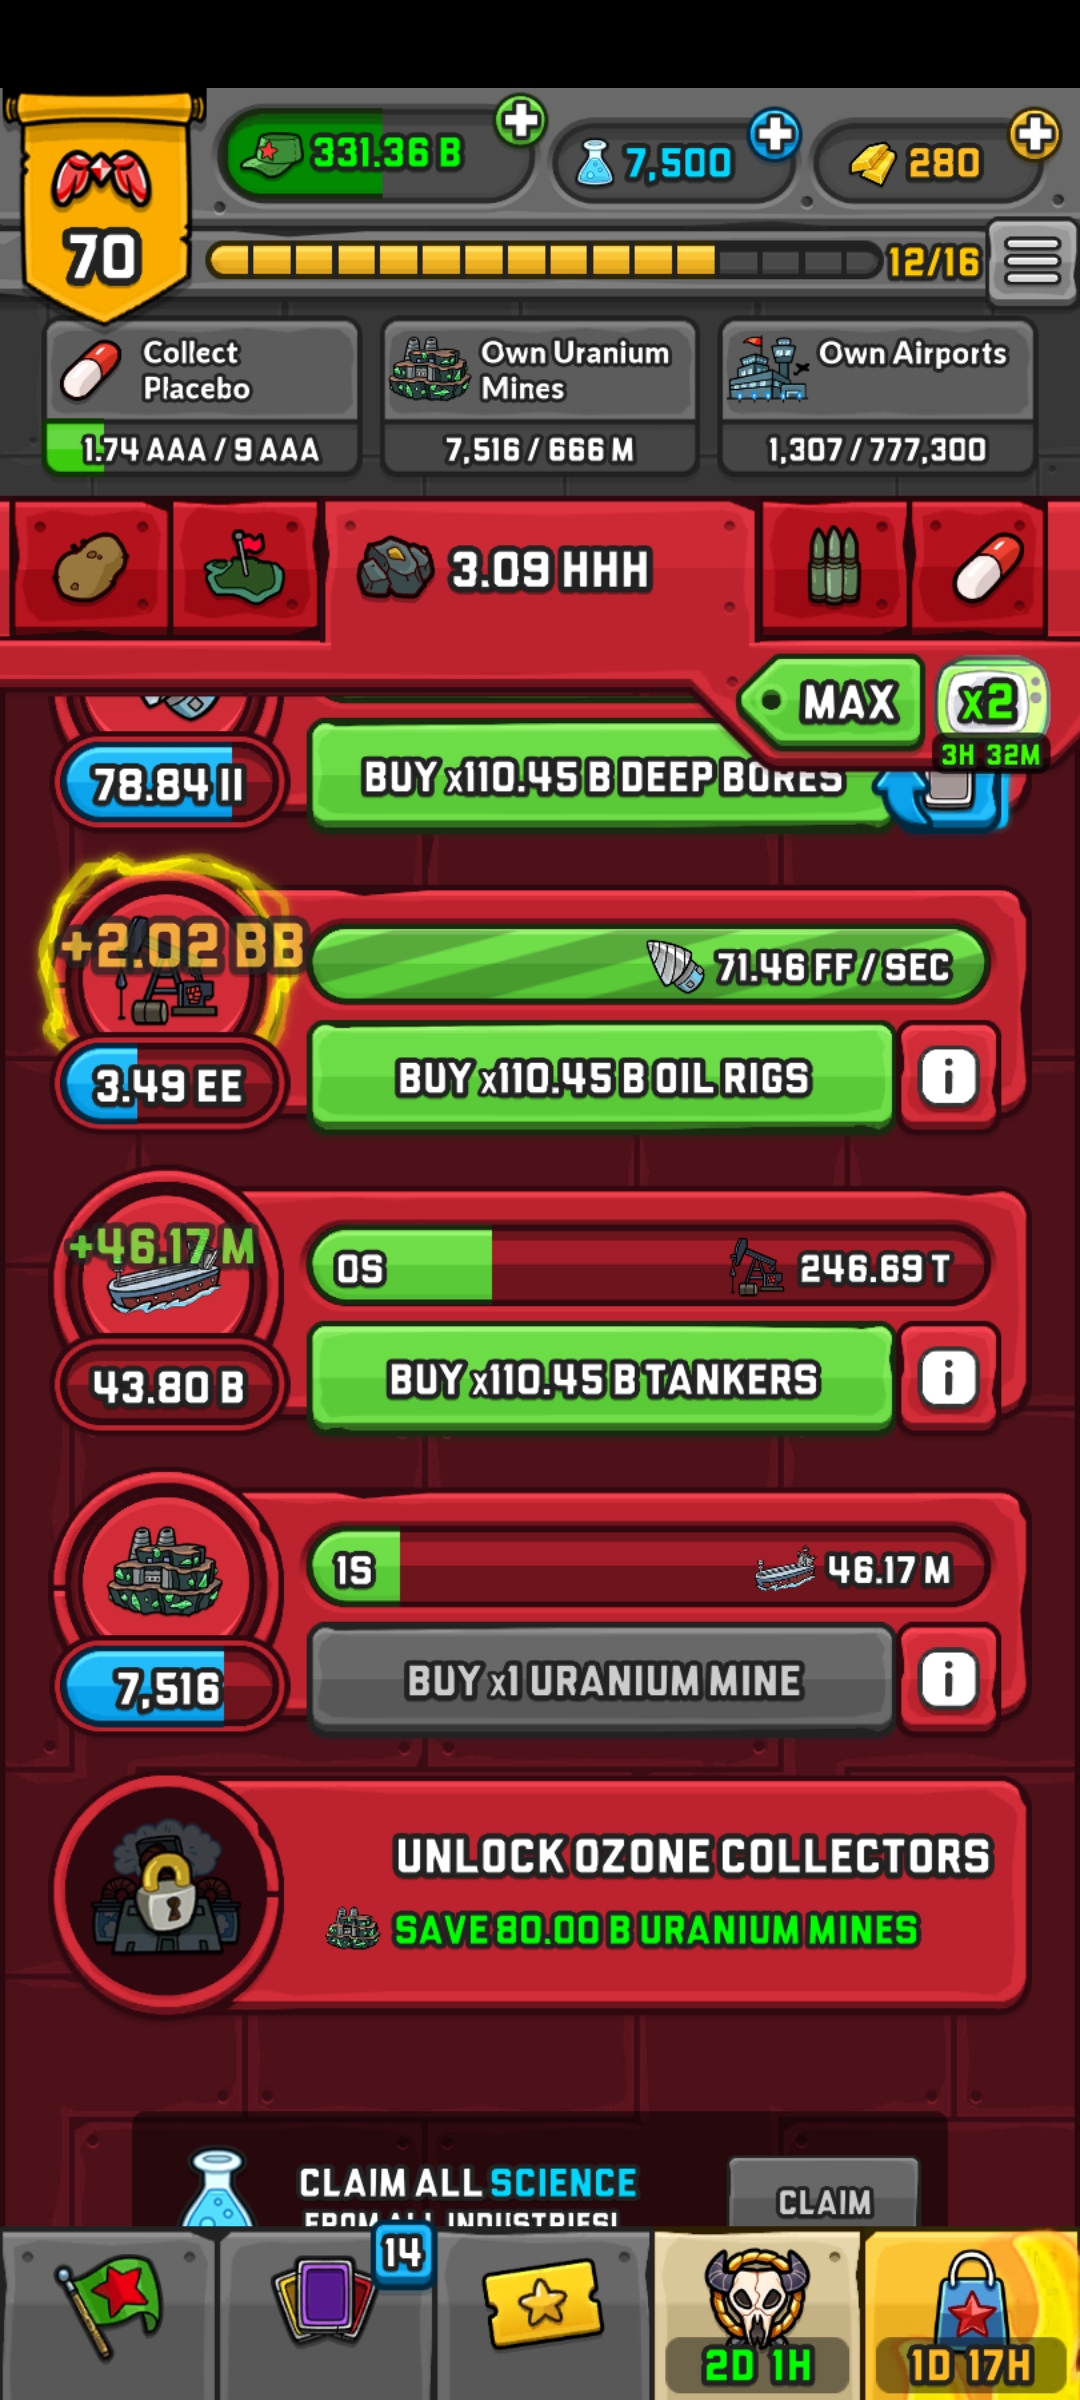 70
331.36 B
7,500
280
12/16
Collect
Placebo
1.74 AAA / 9 AAA
Own Uranium
Mines
7,516 / 666 M
Own Airports
1,307 / 777,300
3.09 HHH
MAX
x2
3H 32M
78.84 II
BUY x110.45 B DEEP BORES
+2.02 BB
71.46 FF / SEC
3.49 EE
BUY x110.45 B OIL RIGS
+46.17 M
0S
246.69 T
43.80 B
BUY x110.45 B TANKERS
1S
46.17 M
7,516
BUY x1 URANIUM MINE
UNLOCK OZONE COLLECTORS
SAVE 80.00 B URANIUM MINES
CLAIM ALL SCIENCE
FROM ALL INDUSTRIES!
CLAIM
14
2D 1H
1D 17H